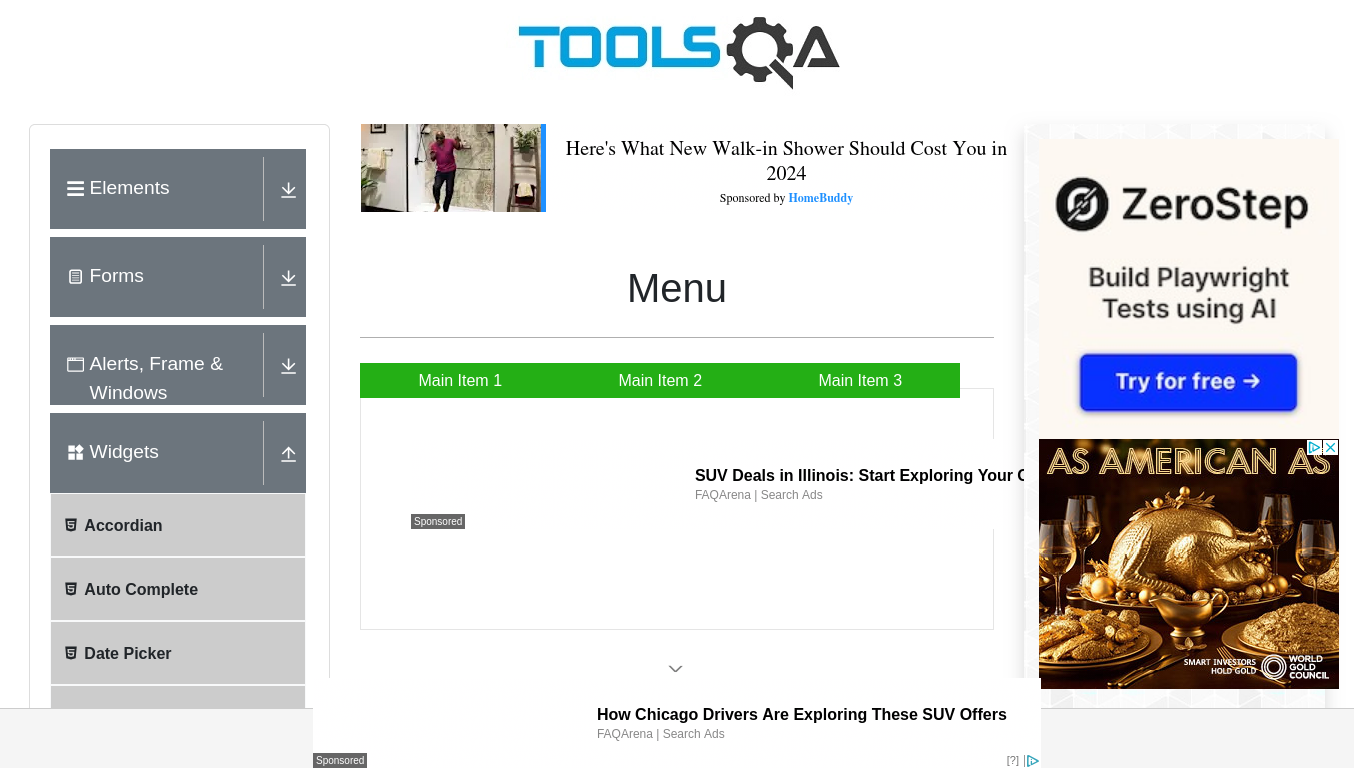 TOOLSQA
Elements
Forms
Alerts, Frame &
Windows
Widgets
Accordian
Auto Complete
Date Picker
Here's What New Walk-in Shower Should Cost You in
2024
Sponsored by HomeBuddy
Menu
Main Item 1
Main Item 2
Main Item 3
SUV Deals in Illinois: Start Exploring Your
FAQArena | Search Ads
Sponsored
ZeroStep
Build Playwright
Tests using AI
Try for free →
AS AMERICAN AS
SMART INVESTORS
HOLD GOLD
WORLD
GOLD
COUNCIL
How Chicago Drivers Are Exploring These SUV Offers
FAQArena | Search Ads
Sponsored
[?] |